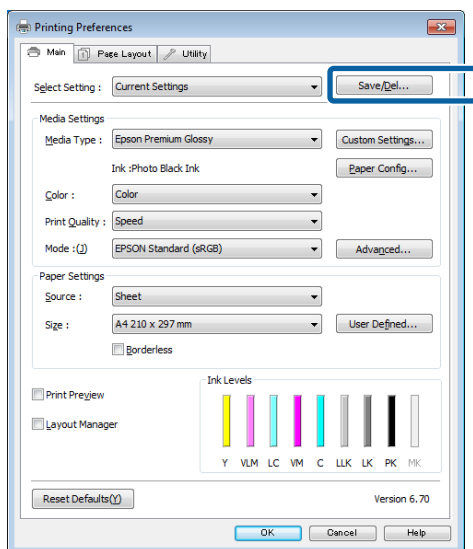 Printing Preferences
Main Page Layout Utility
Select Setting : Current Settings Save/Del...
Media Settings
Media Type : Epson Premium Glossy Custom Settings...
Ink :Photo Black Ink Paper Config...
Color : Color
Print Quality : Speed
Mode :(J) EPSON Standard (sRGB) Advanced...
Paper Settings
Source : Sheet
Size : A4 210 x 297 mm User Defined...
Borderless
Print Preview
Layout Manager
Ink Levels
Y VLM LC VM C LLK LK PK MK
Reset Defaults(Y) Version 6.70
OK Cancel Help